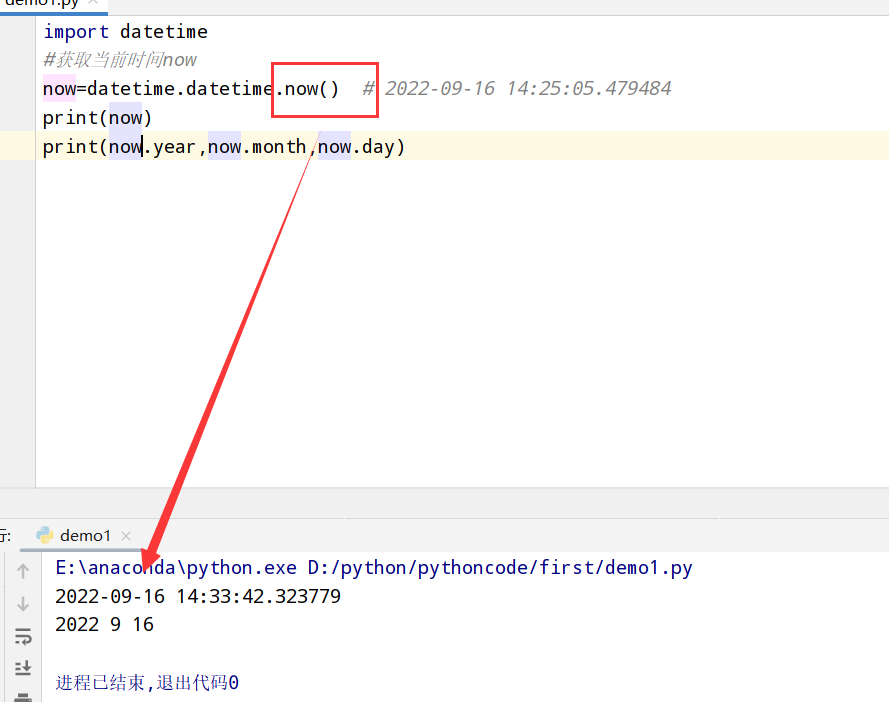 demo1.py
import datetime
#获取当前时间now
now=datetime.datetime.now()  # 2022-09-16 14:25:05.479484
print(now)
print(now.year,now.month,now.day)
demo1
E:\anaconda\python.exe D:/python/pythoncode/first/demo1.py
2022-09-16 14:33:42.323779
2022 9 16
进程已结束,退出代码0